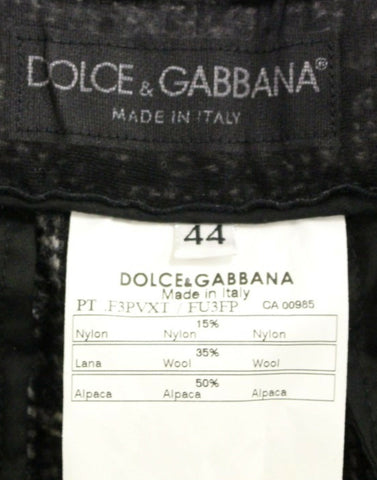 DOLCE & GABBANA®
MADE IN ITALY
44
DOLCE&GABBANA
Made in Italy
PT .F3PVXT / FU3FP CA 00985
15%
Nylon Nylon Nylon
35%
Lana Wool Wool
50%
Alpaca Alpaca Alpaca